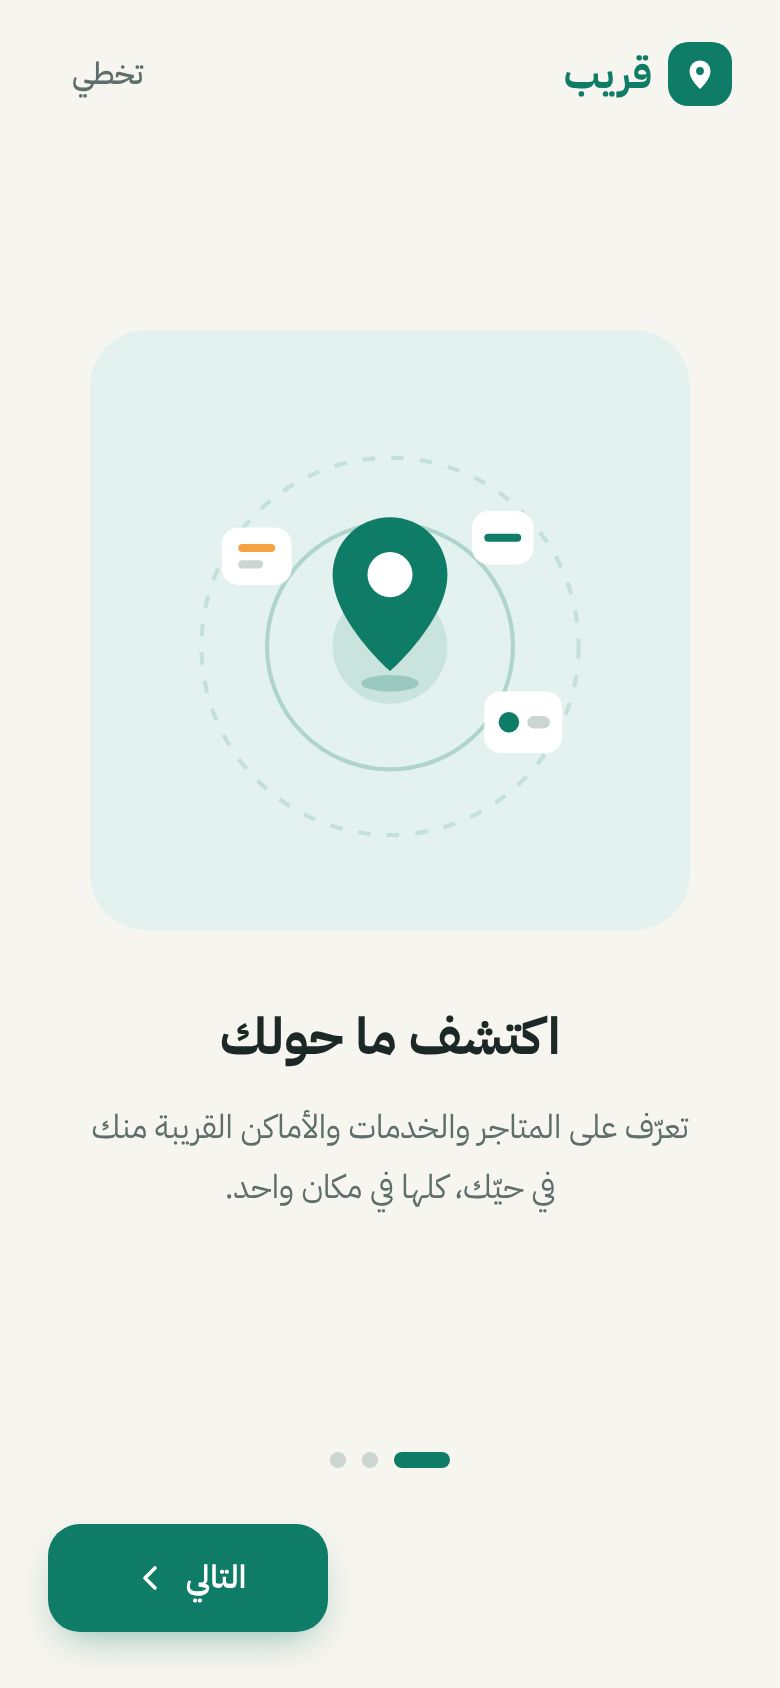 قريب
تخطي
اكتشف ما حولك
تعرّف على المتاجر والخدمات والأماكن القريبة منك
في حيّك، كلها في مكان واحد.
التالي